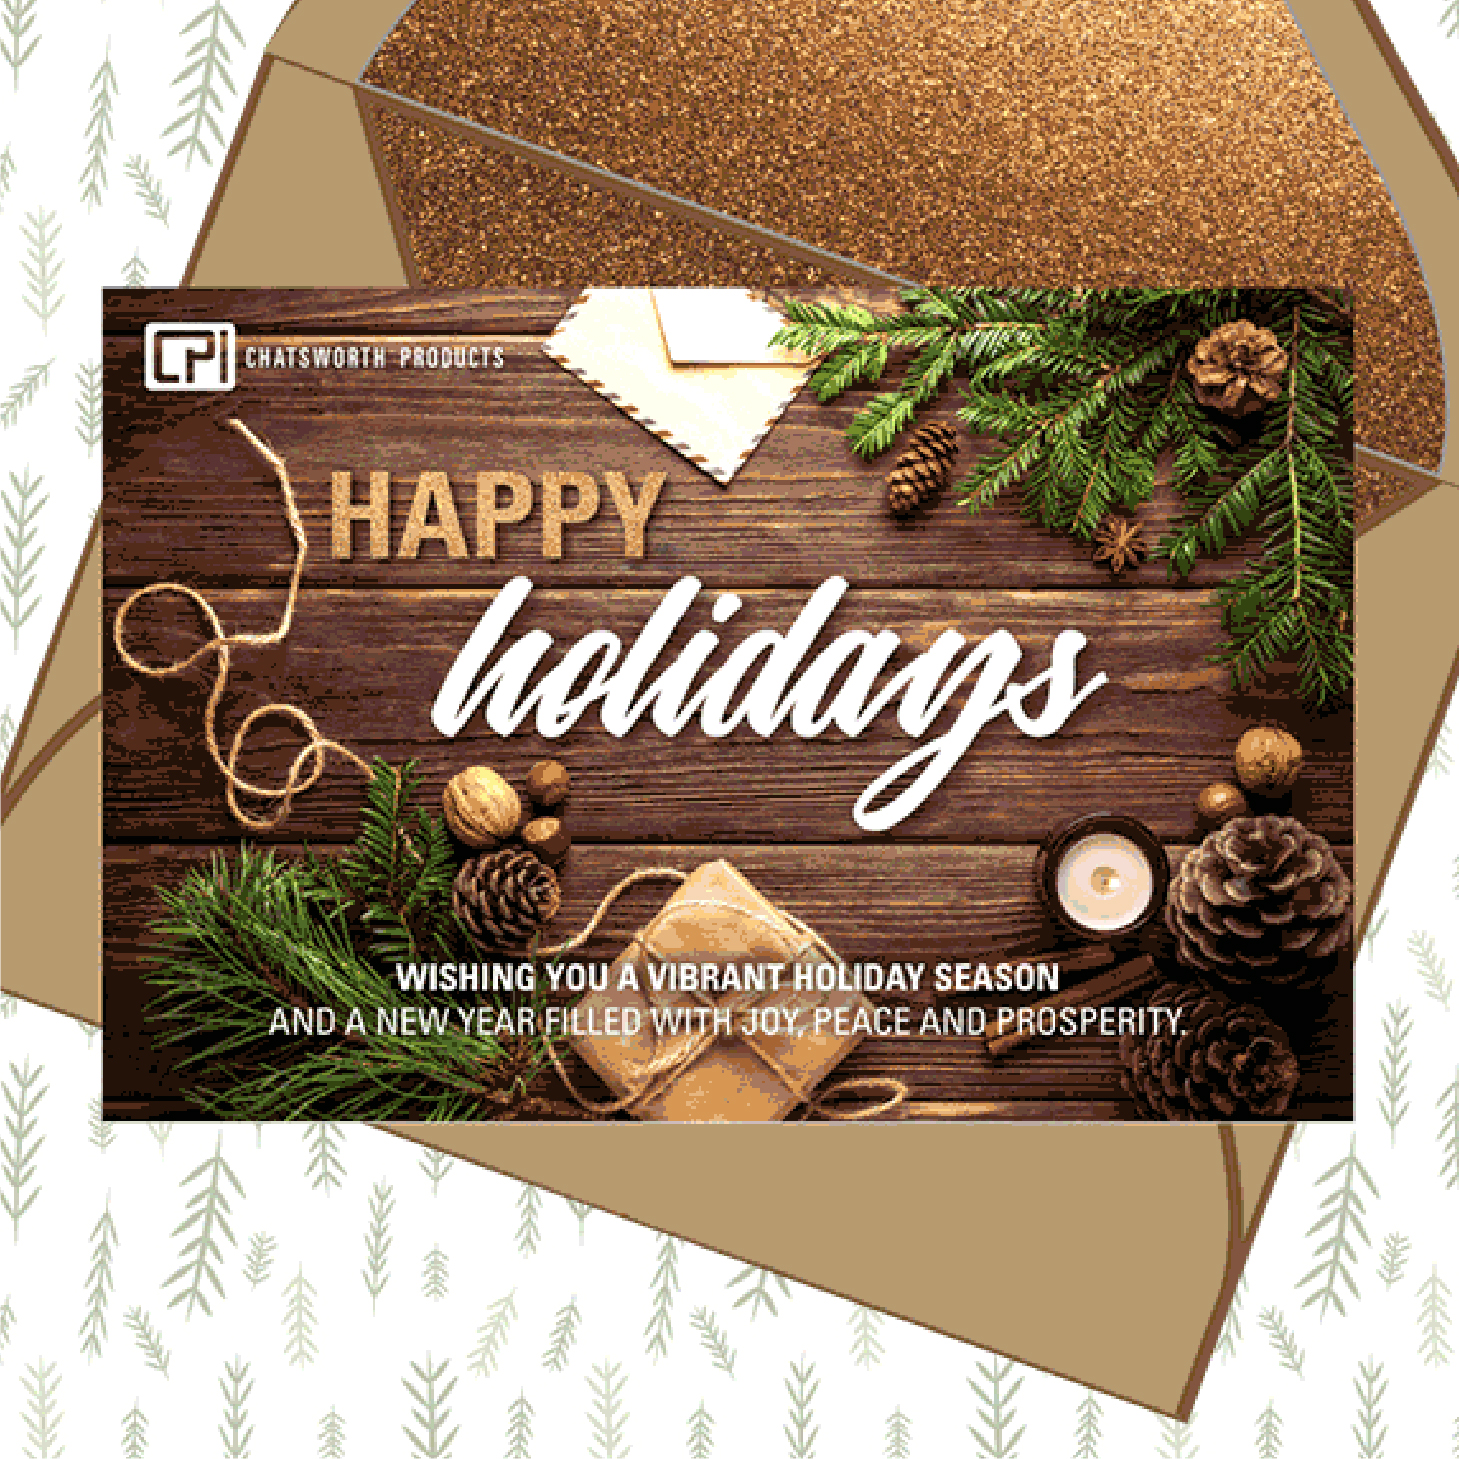 CPI CHATSWORTH PRODUCTS
HAPPY
holidays
WISHING YOU A VIBRANT HOLIDAY SEASON
AND A NEW YEAR FILLED WITH JOY, PEACE AND PROSPERITY.